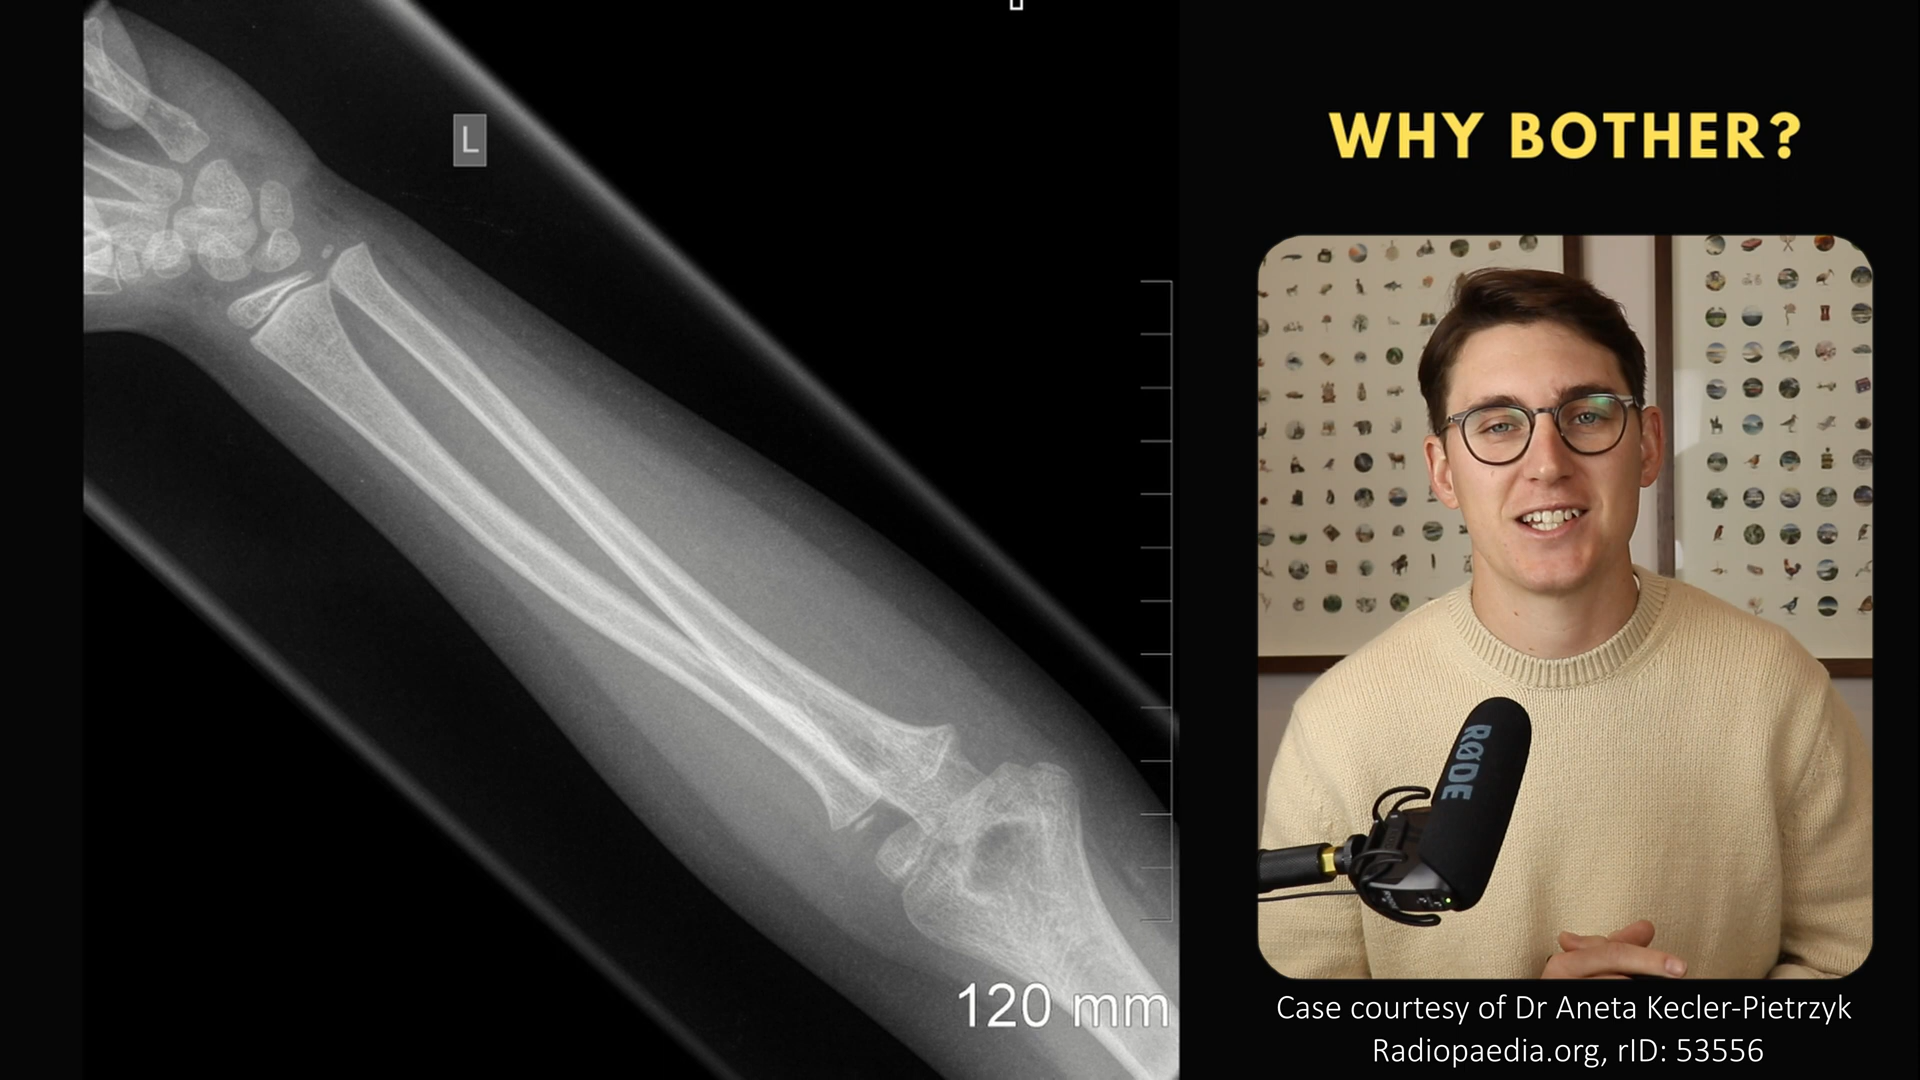 L
WHY BOTHER?
RØDE
120 mm
Case courtesy of Dr Aneta Kecler-Pietrzyk
Radiopaedia.org, rID: 53556